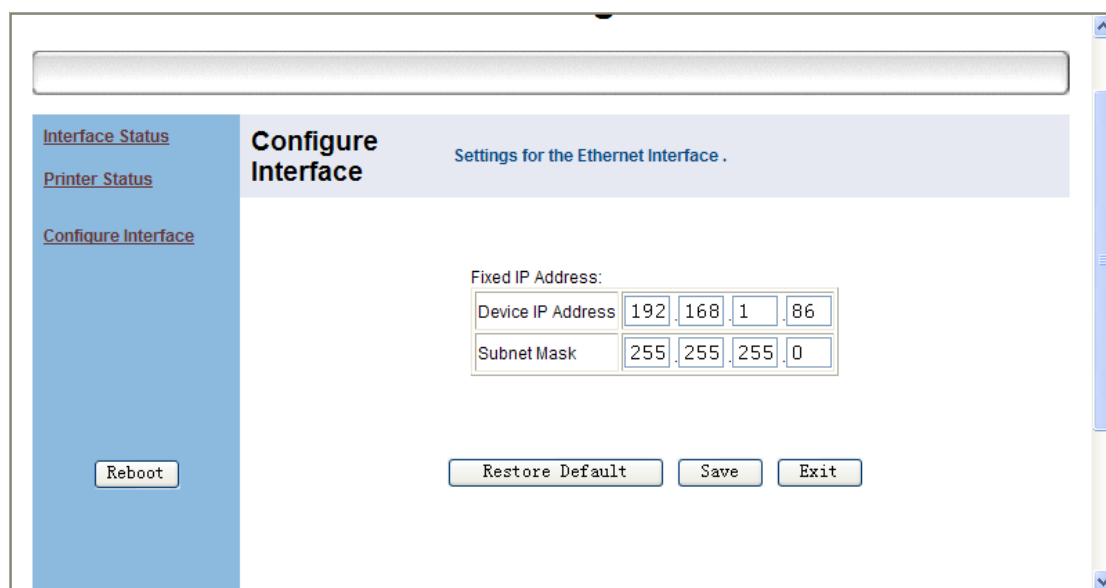 Interface Status
Printer Status
Configure Interface
Reboot
Configure
Interface
Settings for the Ethernet Interface .
Fixed IP Address:
Device IP Address 192 . 168 . 1 . 86
Subnet Mask 255 . 255 . 255 . 0
Restore Default Save Exit